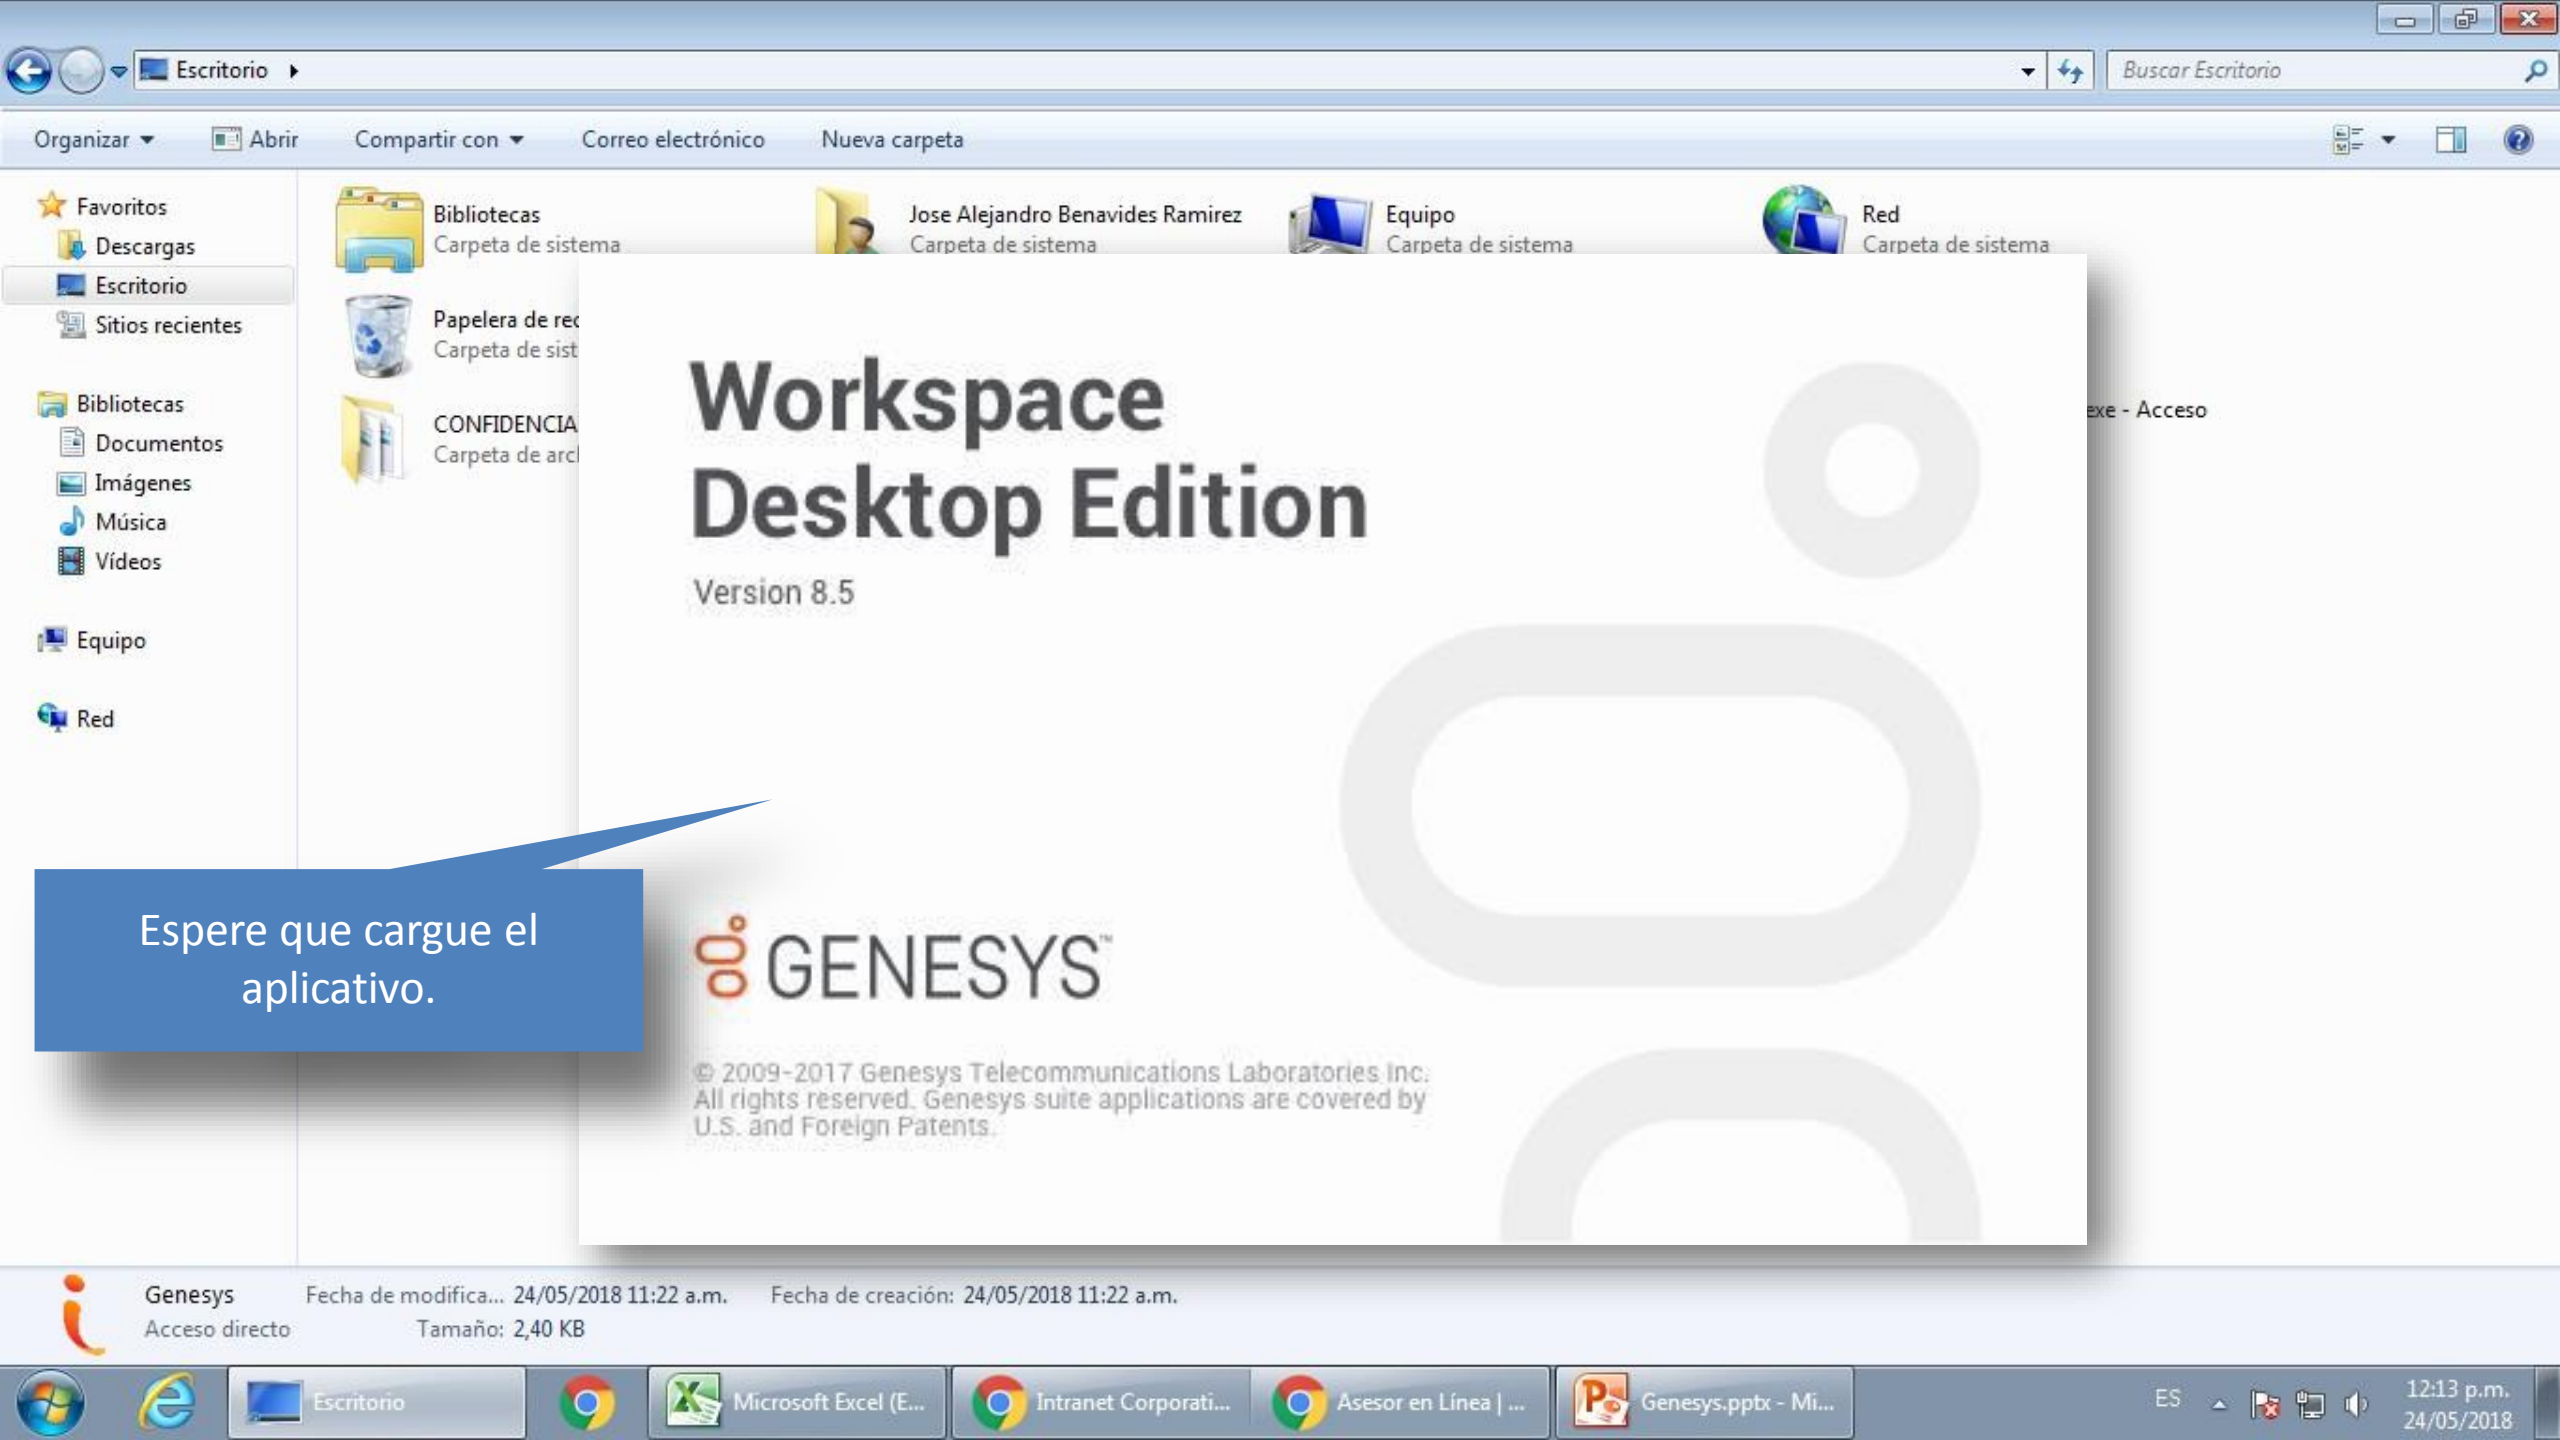 Escritorio
Buscar Escritorio
Organizar
Abrir
Compartir con
Correo electrónico
Nueva carpeta
Favoritos
Descargas
Escritorio
Sitios recientes
Bibliotecas
Documentos
Imágenes
Música
Vídeos
Equipo
Red
Bibliotecas
Carpeta de sistema
Jose Alejandro Benavides Ramirez
Carpeta de sistema
Equipo
Carpeta de sistema
Red
Carpeta de sistema
Papelera de rec
Carpeta de sist
CONFIDENCIA
Carpeta de arc
exe - Acceso
Workspace
Desktop Edition
Version 8.5
GENESYS™
© 2009-2017 Genesys Telecommunications Laboratories Inc.
All rights reserved. Genesys suite applications are covered by
U.S. and Foreign Patents.
Espere que cargue el
aplicativo.
Genesys
Fecha de modifica... 24/05/2018 11:22 a.m.
Fecha de creación: 24/05/2018 11:22 a.m.
Acceso directo
Tamaño: 2,40 KB
Escritorio
Microsoft Excel (E...
Intranet Corporati...
Asesor en Línea | ...
Genesys.pptx - Mi...
ES
12:13 p.m.
24/05/2018